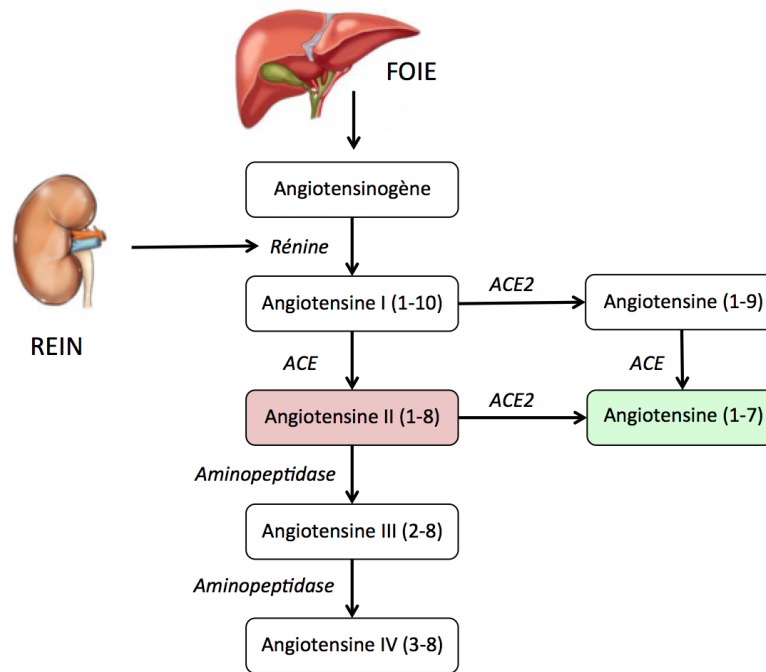 FOIE
Angiotensinogène
Rénine
REIN
Angiotensine I (1-10)
ACE2
Angiotensine (1-9)
ACE
ACE
Angiotensine II (1-8)
ACE2
Angiotensine (1-7)
Aminopeptidase
Angiotensine III (2-8)
Aminopeptidase
Angiotensine IV (3-8)